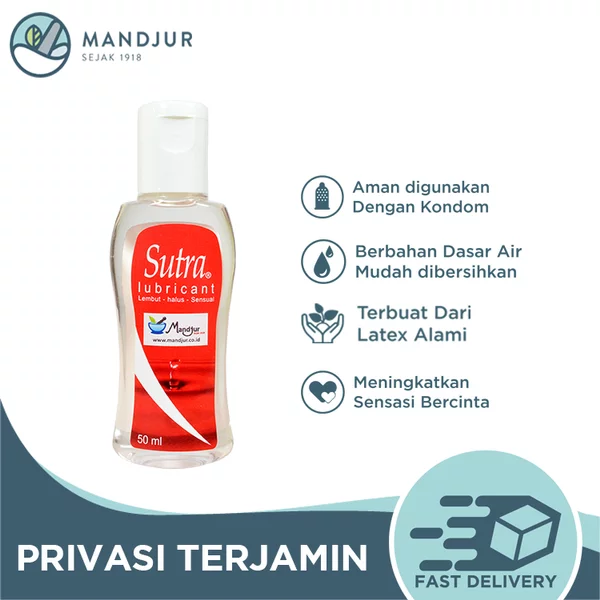 MANDJUR
SEJAK 1918
Aman digunakan
Dengan Kondom
Berbahan Dasar Air
Mudah dibersihkan
Terbuat Dari
Latex Alami
Meningkatkan
Sensasi Bercinta
Sutra®
lubricant
Lembut - halus - Sensual
Mandjur
www.mandjur.co.id
50 ml
PRIVASI TERJAMIN
FAST DELIVERY